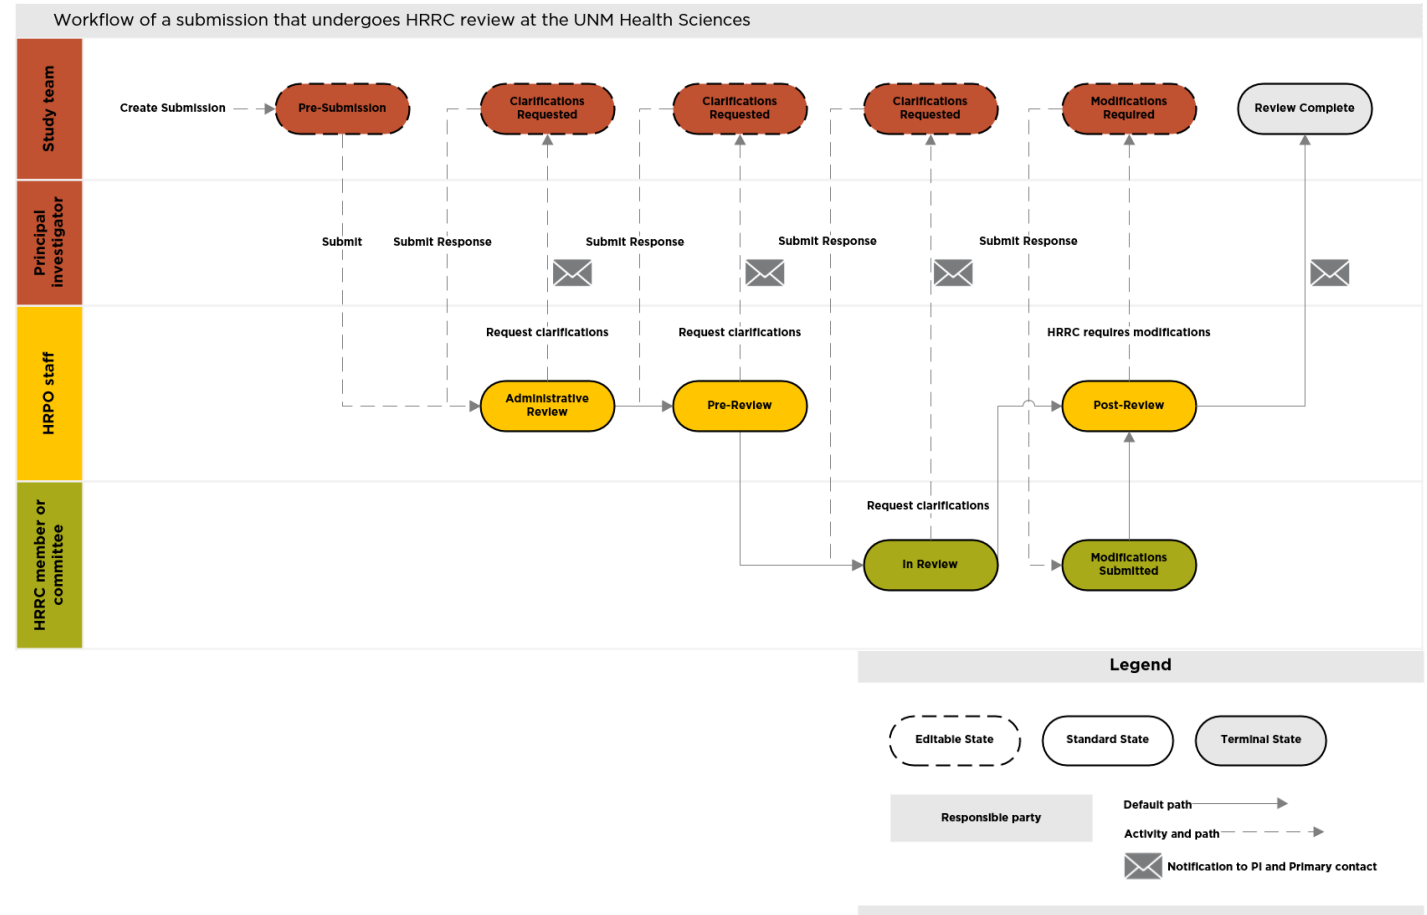 Workflow of a submission that undergoes HRRC review at the UNM Health Sciences
Study team
Create Submission
Pre-Submission
Clarifications
Requested
Clarifications
Requested
Clarifications
Requested
Modifications
Required
Review Complete
Principal
investigator
Submit
Submit Response
Submit Response
Submit Response
Submit Response
HRPO staff
Request clarifications
Request clarifications
HRRC requires modifications
Administrative
Review
Pre-Review
Post-Review
HRRC member or
committee
Request clarifications
In Review
Modifications
Submitted
Legend
Editable State
Standard State
Terminal State
Responsible party
Default path
Activity and path
Notification to PI and Primary contact